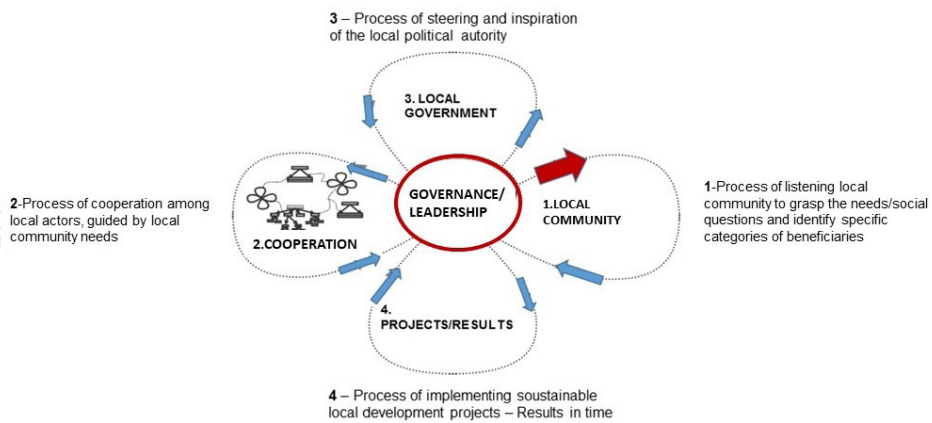 3 – Process of steering and inspiration
of the local political autority
3. LOCAL
GOVERNMENT
GOVERNANCE/
LEADERSHIP
1.LOCAL
COMMUNITY
1-Process of listening local
community to grasp the needs/social
questions and identify specific
categories of beneficiaries
2-Process of cooperation among
local actors, guided by local
community needs
2.COOPERATION
4.
PROJECTS/RESULTS
4 – Process of implementing soustainable
local development projects – Results in time